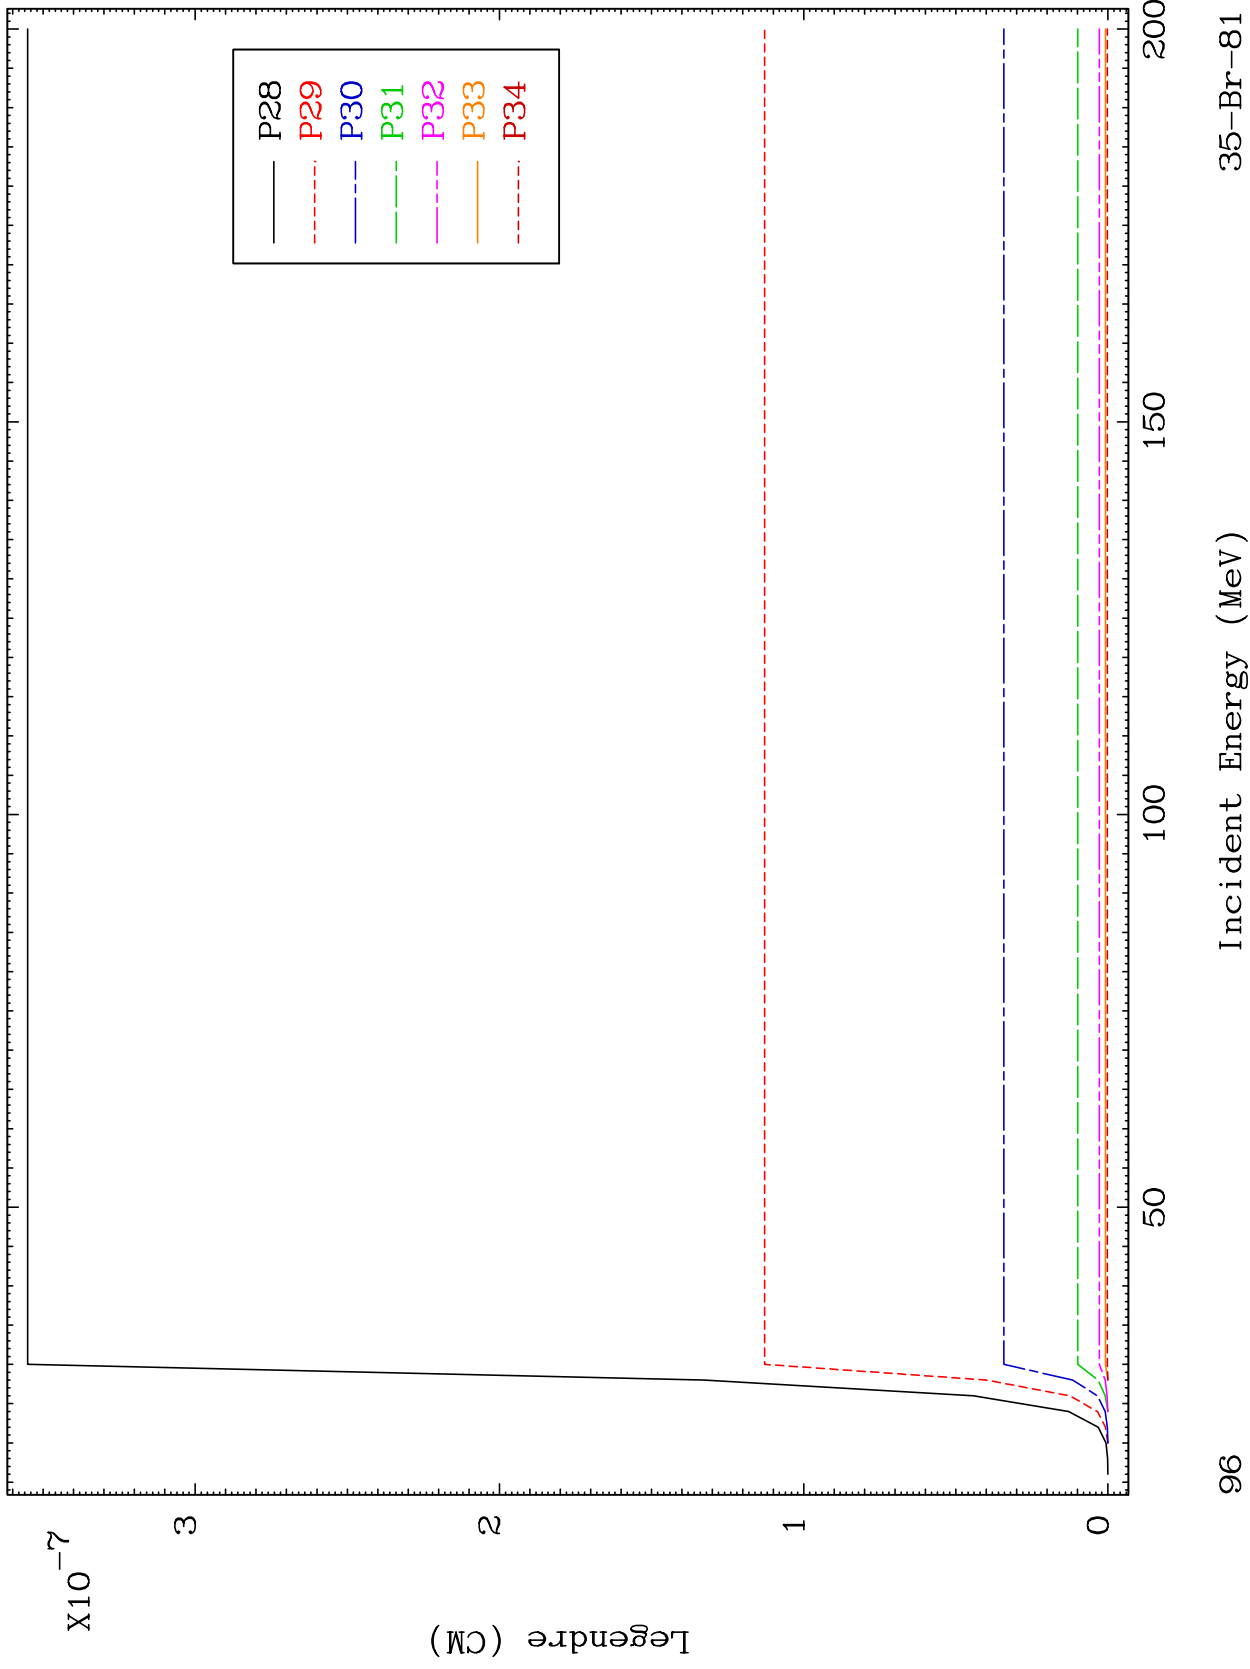 X10-7
Legendre (CM)
3
2
1
0
50
100
150
200
P28
P29
P30
P31
P32
P33
P34
Incident Energy (MeV)
96
35-Br-81